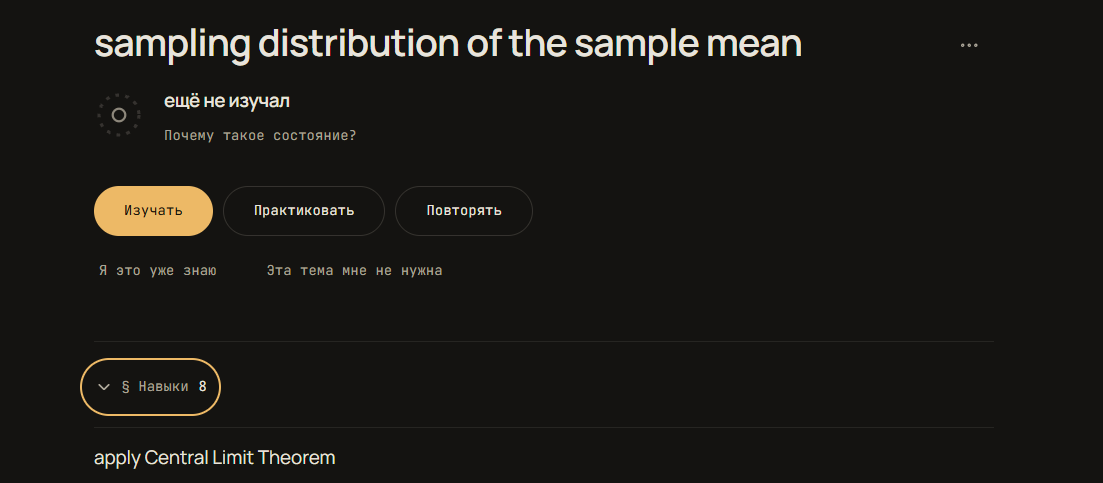 sampling distribution of the sample mean
ещё не изучал
Почему такое состояние?
Изучать Практиковать Повторять
Я это уже знаю Эта тема мне не нужна
§ Навыки 8
apply Central Limit Theorem